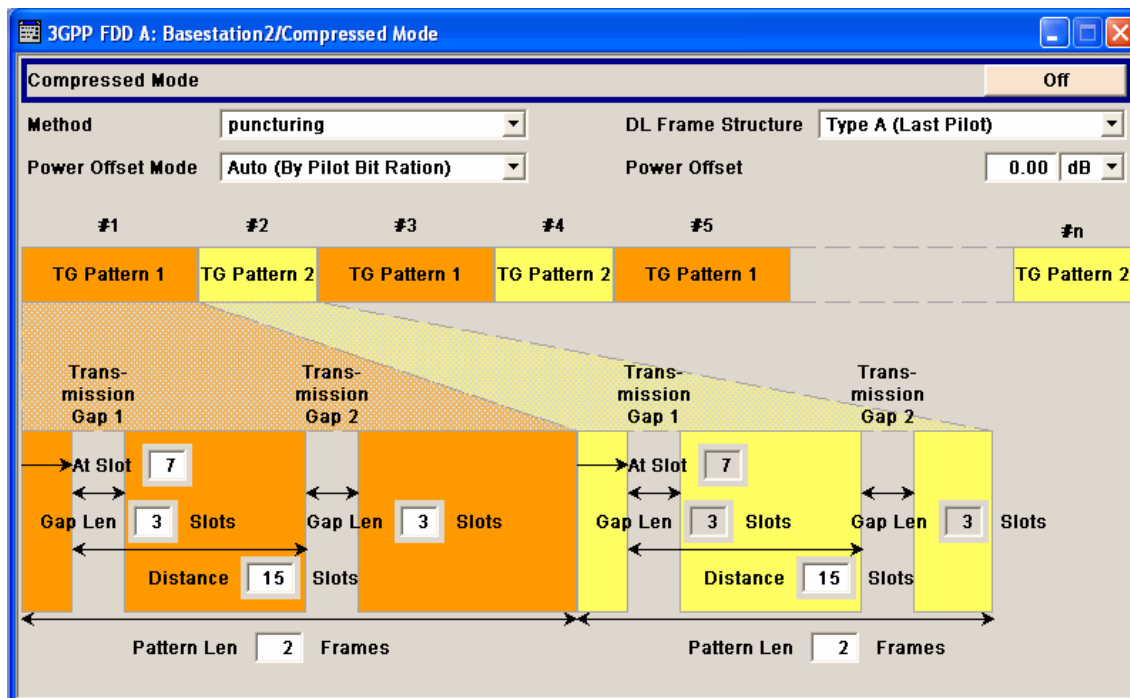 3GPP FDD A: Basestation2/Compressed Mode
Compressed Mode Off
Method puncturing DL Frame Structure Type A (Last Pilot)
Power Offset Mode Auto (By Pilot Bit Ration) Power Offset 0.00 dB
#1 #2 #3 #4 #5 #n
TG Pattern 1 TG Pattern 2 TG Pattern 1 TG Pattern 2 TG Pattern 1 TG Pattern 2
Trans- Trans- Trans- Trans-
mission mission mission mission
Gap 1 Gap 2 Gap 1 Gap 2
At Slot 7 At Slot 7
Gap Len 3 Slots Gap Len 3 Slots Gap Len 3 Slots Gap Len 3 Slots
Distance 15 Slots Distance 15 Slots
Pattern Len 2 Frames Pattern Len 2 Frames